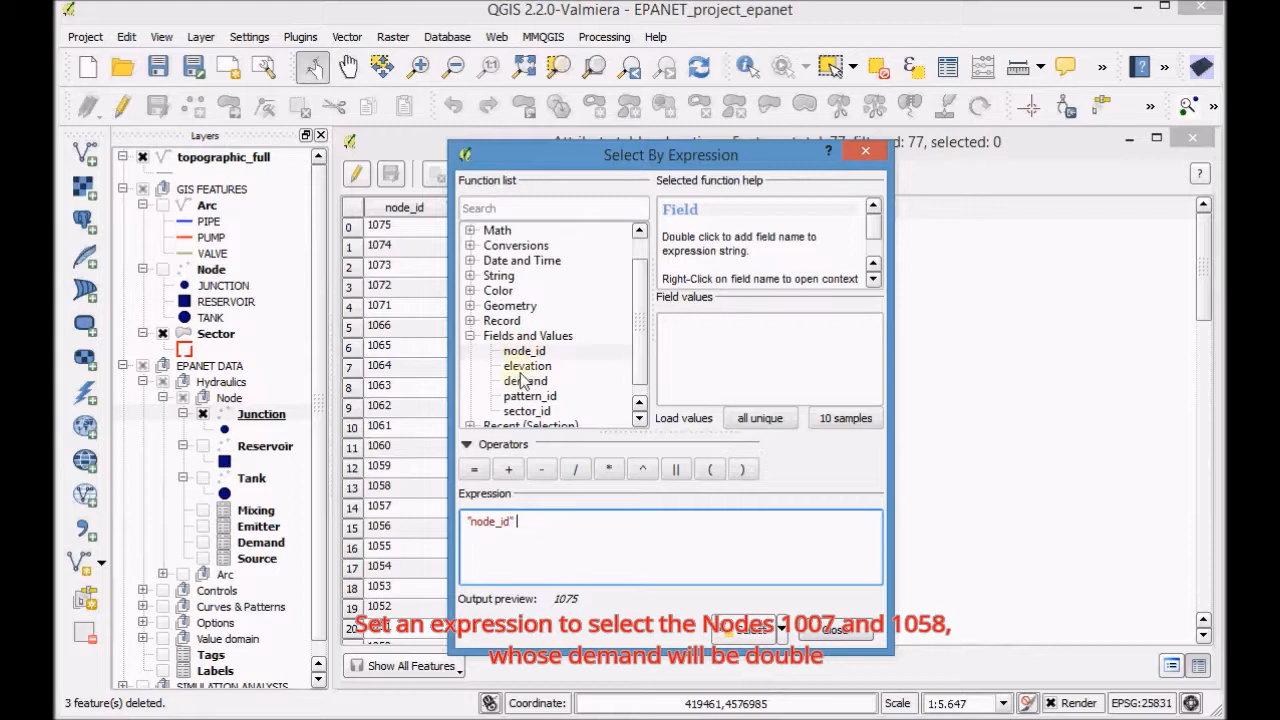 QGIS 2.2.0-Valmiera - EPANET_project_epanet
Project Edit View Layer Settings Plugins Vector Raster Database Web MMQGIS Processing Help
Layers
topographic_full
GIS FEATURES
Arc
PIPE
PUMP
VALVE
Node
JUNCTION
RESERVOIR
TANK
Sector
EPANET DATA
Hydraulics
Node
Junction
Reservoir
Tank
Mixing
Emitter
Demand
Source
Arc
Controls
Curves & Patterns
Options
Value domain
Tags
Labels
77, selected: 0
node_id
0 1075
1 1074
2 1073
3 1072
4 1071
5 1066
6 1065
7 1064
8 1063
9 1062
10 1061
11 1060
12 1059
13 1058
14 1057
15 1056
16 1055
17 1054
18 1053
19 1052
20
Show All Features
Select By Expression
Function list
Search
Math
Conversions
Date and Time
String
Color
Geometry
Record
Fields and Values
node_id
elevation
demand
pattern_id
sector_id
Recent (Selection)
Selected function help
Field
Double click to add field name to
expression string.
Right-Click on field name to open context
Field values
Load values all unique 10 samples
Operators
= + - / * ^ || ( )
Expression
"node_id"
Output preview: 1075
Select Close
Set an expression to select the Nodes 1007 and 1058,
whose demand will be double
3 feature(s) deleted.
Coordinate: 419461,4576985 Scale 1:5.647 Render EPSG:25831